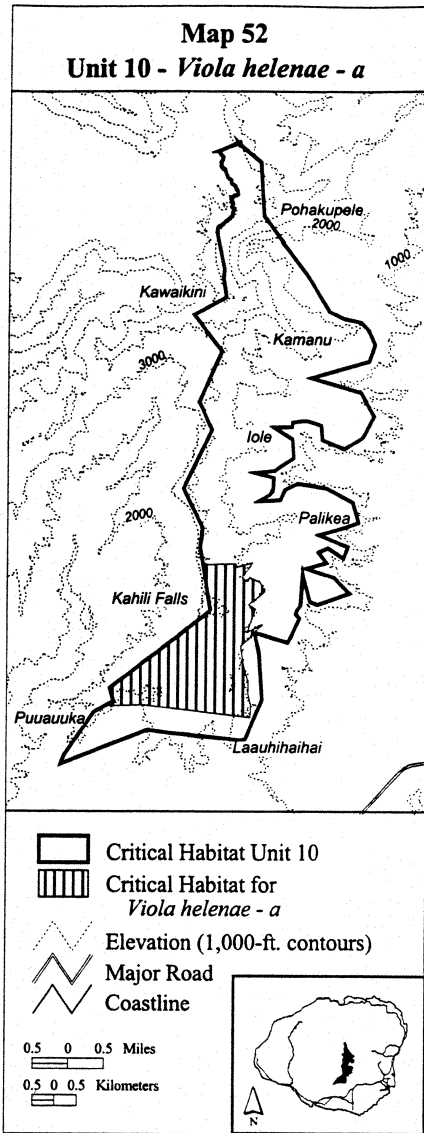 Map 52
Unit 10 - Viola helenae - a
Pohakupele
2000
1000
Kawaikini
Kamanu
3000
Iole
2000
Palikea
Kahili Falls
Puuauuka
Laauhihaihai
Critical Habitat Unit 10
Critical Habitat for
Viola helenae - a
Elevation (1,000-ft. contours)
Major Road
Coastline
0.5 0 0.5 Miles
0.5 0 0.5 Kilometers
N